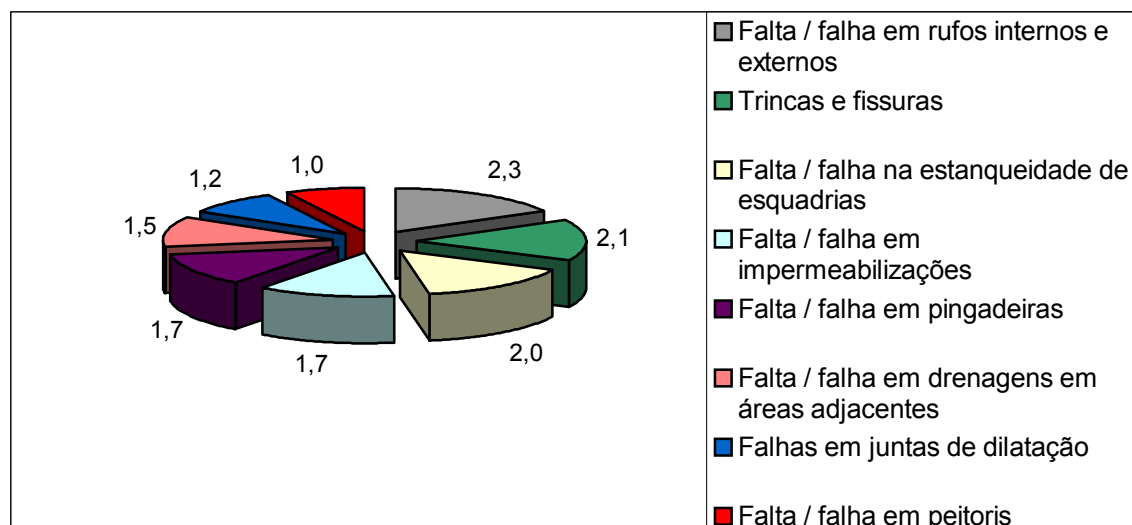 1,0
2,3
2,1
2,0
1,7
1,7
1,5
1,2
Falta / falha em rufos internos e
externos
Trincas e fissuras
Falta / falha na estanqueidade de
esquadrias
Falta / falha em
impermeabilizações
Falta / falha em pingadeiras
Falta / falha em drenagens em
áreas adjacentes
Falhas em juntas de dilatação
Falta / falha em peitoris